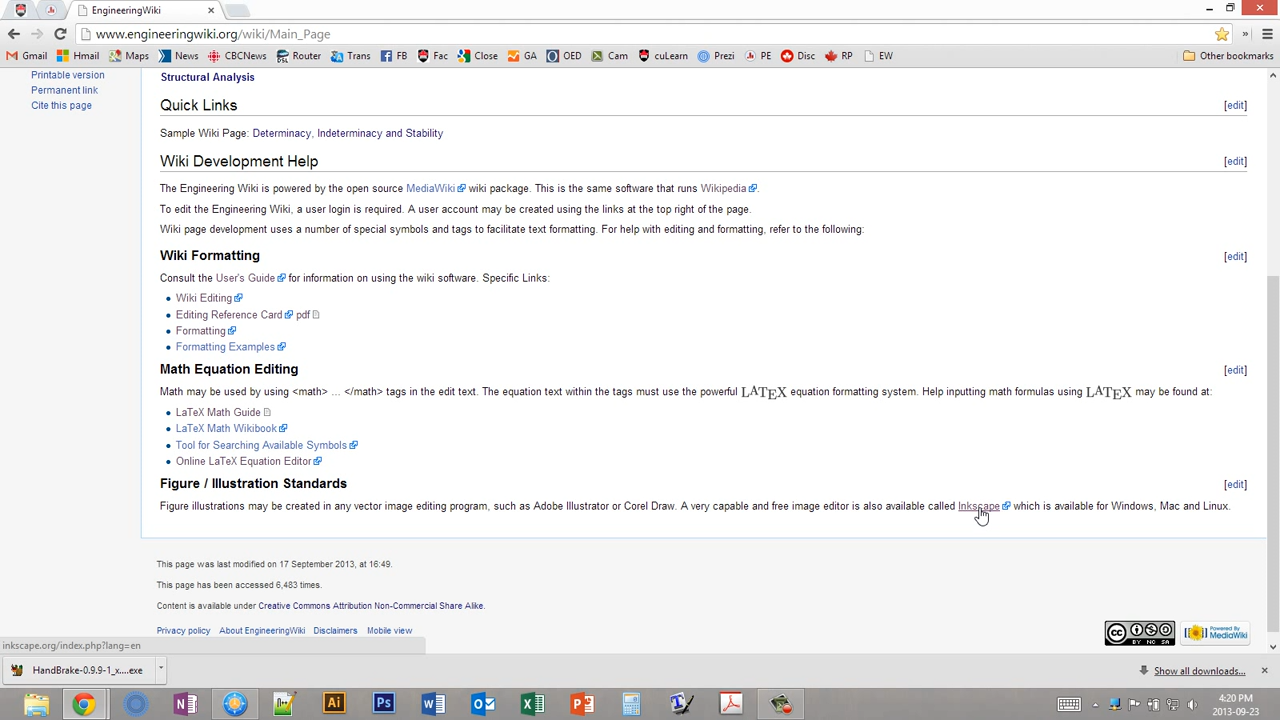 EngineeringWiki
www.engineeringwiki.org/wiki/Main_Page
Gmail Hmail Maps News CBCNews Router Trans FB Fac Close GA OED Cam cuLearn Prezi PE Disc RP EW Other bookmarks
Printable version
Permanent link
Cite this page
Structural Analysis
Quick Links [edit]
Sample Wiki Page: Determinacy, Indeterminacy and Stability
Wiki Development Help [edit]
The Engineering Wiki is powered by the open source MediaWiki wiki package. This is the same software that runs Wikipedia.
To edit the Engineering Wiki, a user login is required. A user account may be created using the links at the top right of the page.
Wiki page development uses a number of special symbols and tags to facilitate text formatting. For help with editing and formatting, refer to the following:
Wiki Formatting [edit]
Consult the User's Guide for information on using the wiki software. Specific Links:
Wiki Editing
Editing Reference Card pdf
Formatting
Formatting Examples
Math Equation Editing [edit]
Math may be used by using <math> ... </math> tags in the edit text. The equation text within the tags must use the powerful LATEX equation formatting system. Help inputting math formulas using LATEX may be found at:
LaTeX Math Guide
LaTeX Math Wikibook
Tool for Searching Available Symbols
Online LaTeX Equation Editor
Figure / Illustration Standards [edit]
Figure illustrations may be created in any vector image editing program, such as Adobe Illustrator or Corel Draw. A very capable and free image editor is also available called Inkscape which is available for Windows, Mac and Linux.
This page was last modified on 17 September 2013, at 16:49.
This page has been accessed 6,483 times.
Content is available under Creative Commons Attribution Non-Commercial Share Alike.
Privacy policy About EngineeringWiki Disclaimers Mobile view
cc BY NC SA
Powered By MediaWiki
inkscape.org/index.php?lang=en
HandBrake-0.9.9-1_x....exe Show all downloads...
Ai Ps
4:20 PM
2013-09-23